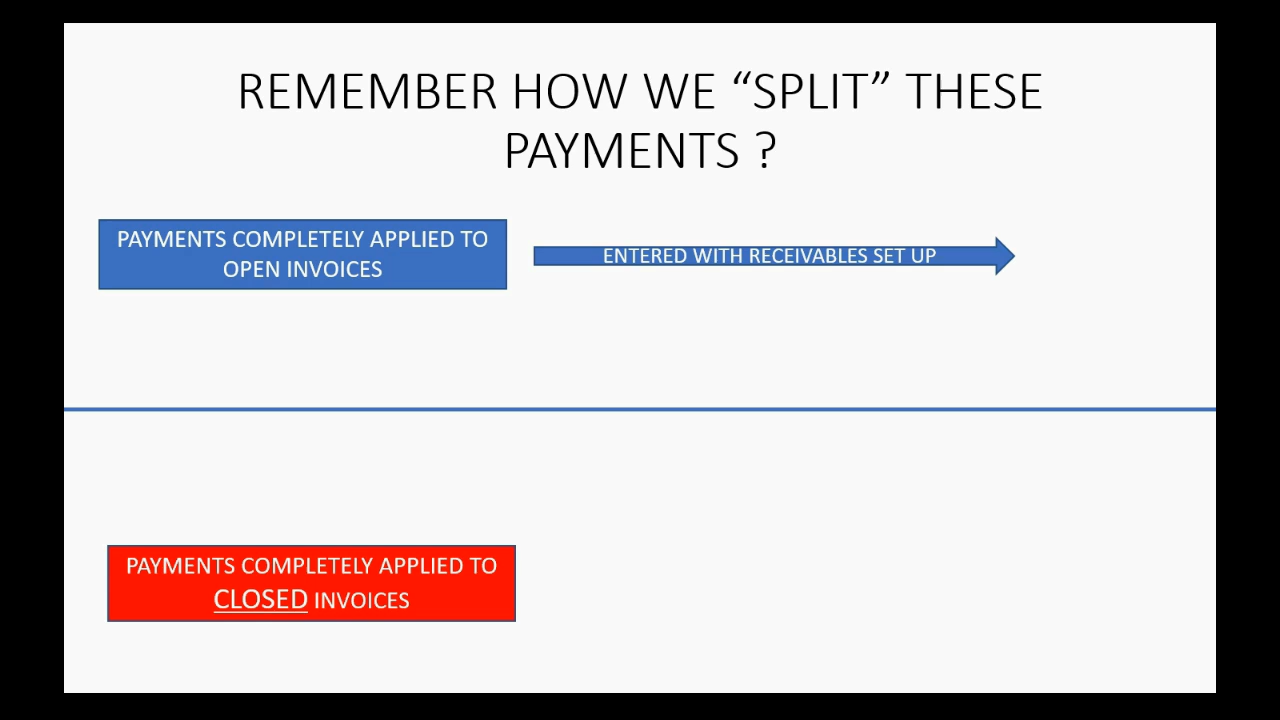 REMEMBER HOW WE “SPLIT” THESE
PAYMENTS ?
PAYMENTS COMPLETELY APPLIED TO
OPEN INVOICES
ENTERED WITH RECEIVABLES SET UP
PAYMENTS COMPLETELY APPLIED TO
CLOSED INVOICES